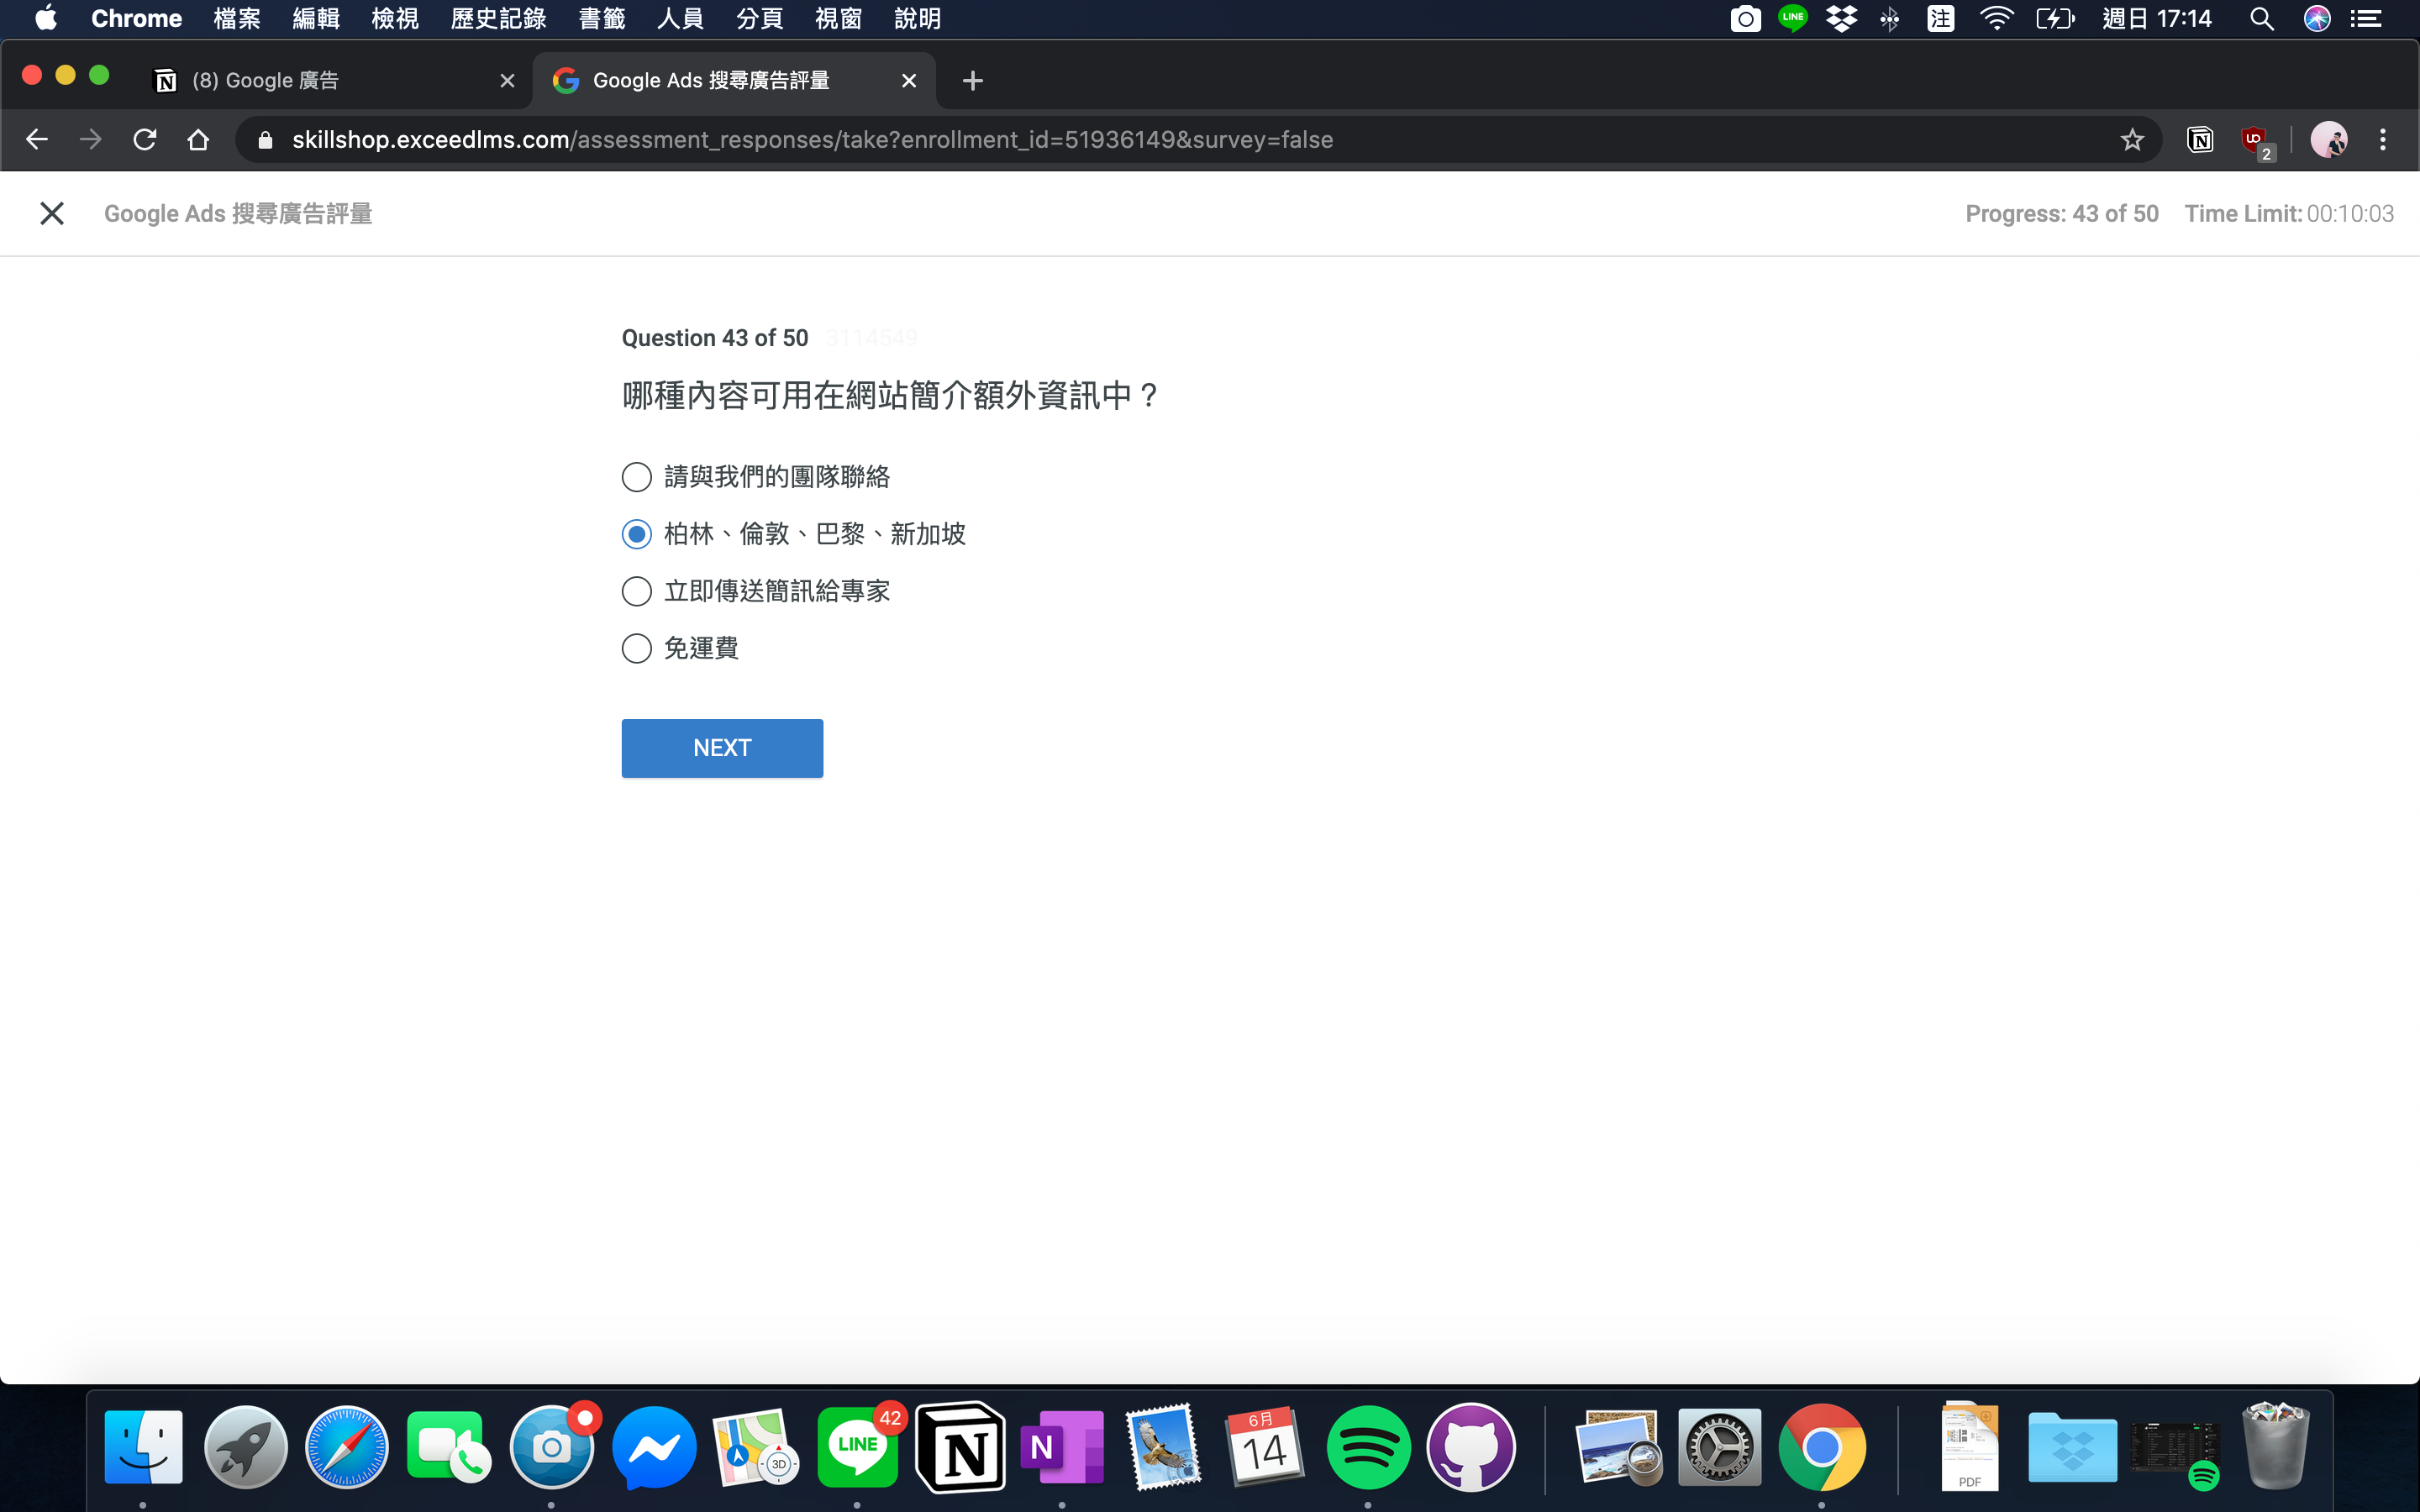 Chrome 檔案 編輯 檢視 歷史記錄 書籤 人員 分頁 視窗 說明 LINE 注 週日 17:14
(8) Google 廣告 Google Ads 搜尋廣告評量
skillshop.exceedlms.com/assessment_responses/take?enrollment_id=51936149&survey=false 2
Google Ads 搜尋廣告評量 Progress: 43 of 50 Time Limit: 00:10:03
Question 43 of 50 3114549
哪種內容可用在網站簡介額外資訊中？
請與我們的團隊聯絡
柏林、倫敦、巴黎、新加坡
立即傳送簡訊給專家
免運費
NEXT
42
LINE
6月
14
3D
N
PDF